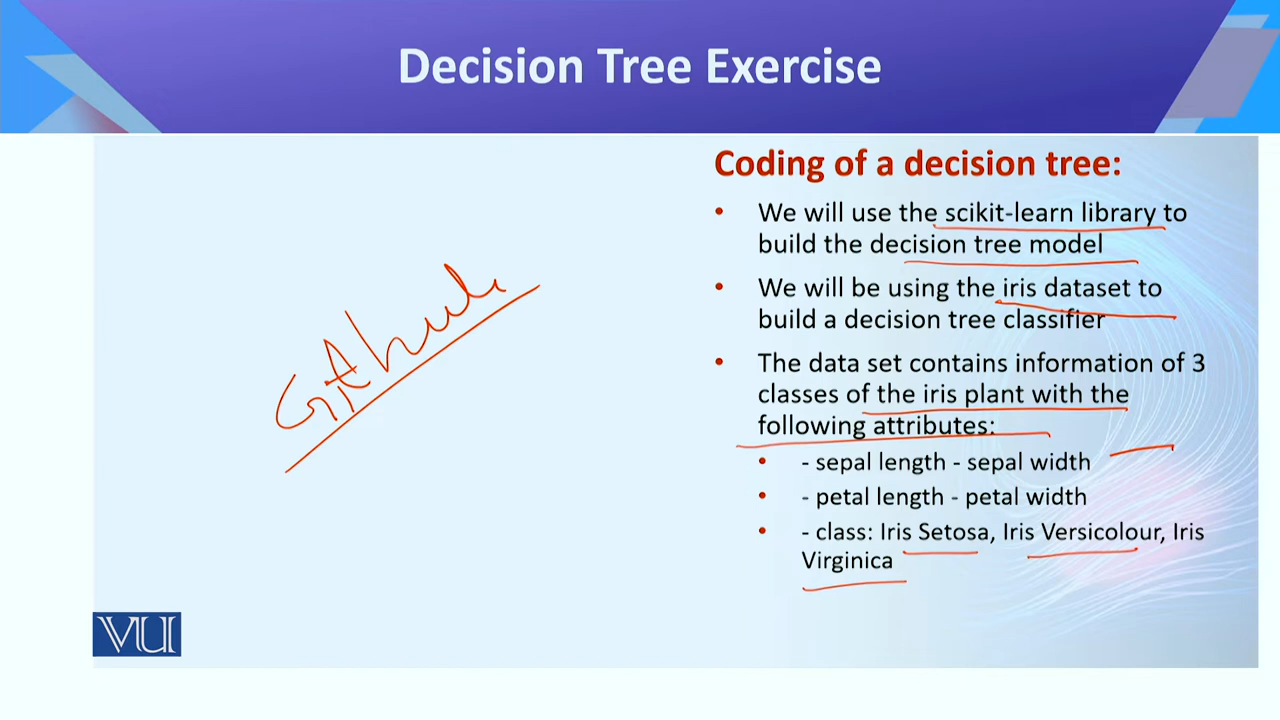 Decision Tree Exercise
Github
Coding of a decision tree:
• We will use the scikit-learn library to
build the decision tree model
• We will be using the iris dataset to
build a decision tree classifier
• The data set contains information of 3
classes of the iris plant with the
following attributes:
• - sepal length - sepal width
• - petal length - petal width
• - class: Iris Setosa, Iris Versicolour, Iris
Virginica
VU